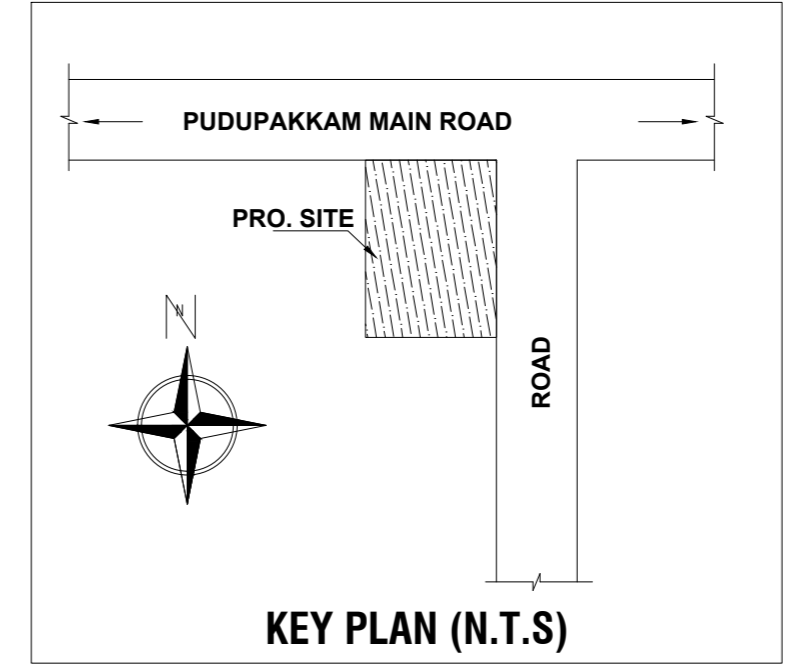 PUDUPAKKAM MAIN ROAD
PRO. SITE
N
ROAD
KEY PLAN (N.T.S)